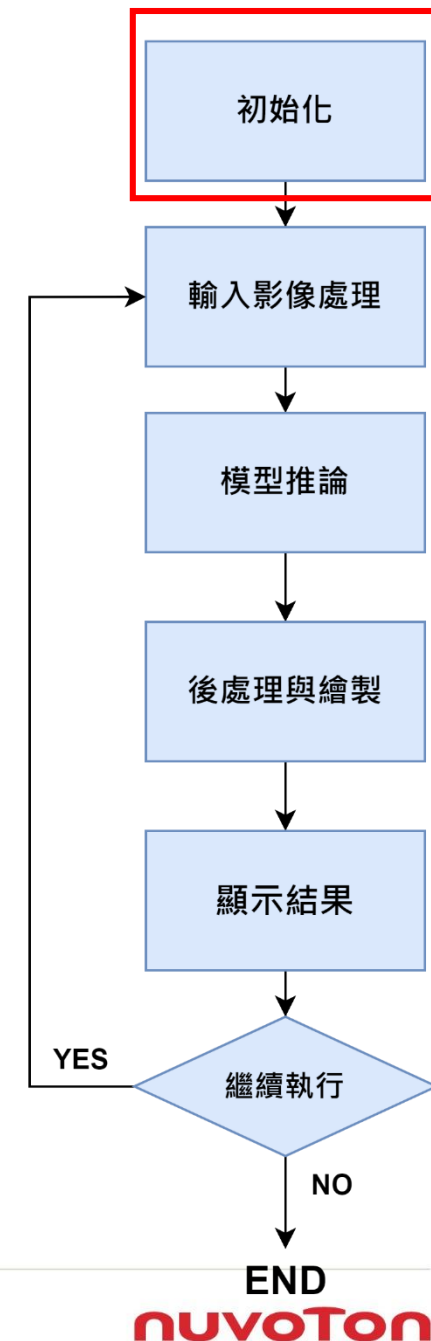 初始化
輸入影像處理
模型推論
後處理與繪製
顯示結果
YES
繼續執行
NO
END
nuvoTon